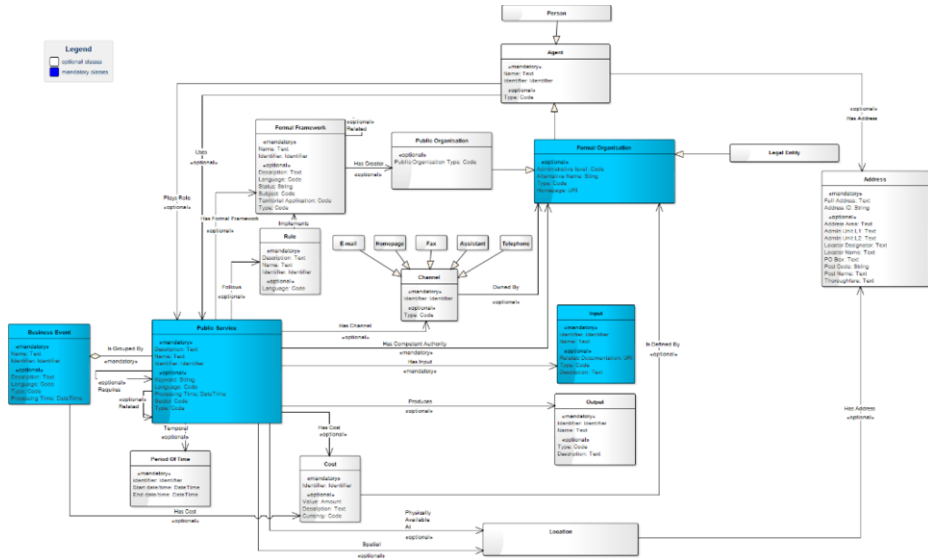 Person
Legend
optional classes
mandatory classes
Agent
«mandatory»
Name: Text
Identifier: Identifier
«optional»
Type: Code
«optional»
Has Address
Uses
«optional»
Formal Framework
«mandatory»
Name: Text
Identifier: Identifier
«optional»
Description: Text
Language: Code
Status: String
Subject: Code
Territorial Application: Code
Type: Code
«optional»
Related
Has Creator
«optional»
Public Organisation
«optional»
Public Organisation Type: Code
Formal Organisation
«optional»
Administrative level: Code
Alternative Name: String
Type: Code
Homepage: URI
Legal Entity
Address
«mandatory»
Full Address: Text
Address ID: String
«optional»
Address Area: Text
Admin Unit L1: Text
Admin Unit L2: Text
Locator Designator: Text
Locator Name: Text
PO Box: Text
Post Code: String
Post Name: Text
Thoroughfare: Text
Plays Role
«optional»
Has Formal Framework
«optional»
Implements
Rule
«mandatory»
Description: Text
Name: Text
Identifier: Identifier
«optional»
Language: Code
E-mail
Homepage
Fax
Assistant
Telephone
Channel
«mandatory»
Identifier: Identifier
«optional»
Type: Code
Owned By
«optional»
Follows
«optional»
Business Event
«mandatory»
Name: Text
Identifier: Identifier
«optional»
Description: Text
Language: Code
Type: Code
Processing Time: DateTime
Is Grouped By
«mandatory»
«optional»
Requires
«optional»
Related
Public Service
«mandatory»
Description: Text
Name: Text
Identifier: Identifier
«optional»
Keyword: String
Language: Code
Processing Time: DateTime
Sector: Code
Type: Code
Has Channel
«optional»
Has Competent Authority
«mandatory»
Has Input
«mandatory»
Input
«mandatory»
Identifier: Identifier
Name: Text
«optional»
Related Documentation: URI
Type: Code
Description: Text
Is Defined By
«optional»
Produces
«optional»
Output
«mandatory»
Identifier: Identifier
Name: Text
«optional»
Type: Code
Description: Text
Has Address
«optional»
Temporal
«optional»
Period Of Time
«mandatory»
Identifier: Identifier
Start date/time: DateTime
End date/time: DateTime
Has Cost
«optional»
Cost
«mandatory»
Identifier: Identifier
«optional»
Value: Amount
Description: Text
Currency: Code
Has Cost
«optional»
Physically
Available
At
«optional»
Spatial
«optional»
Location